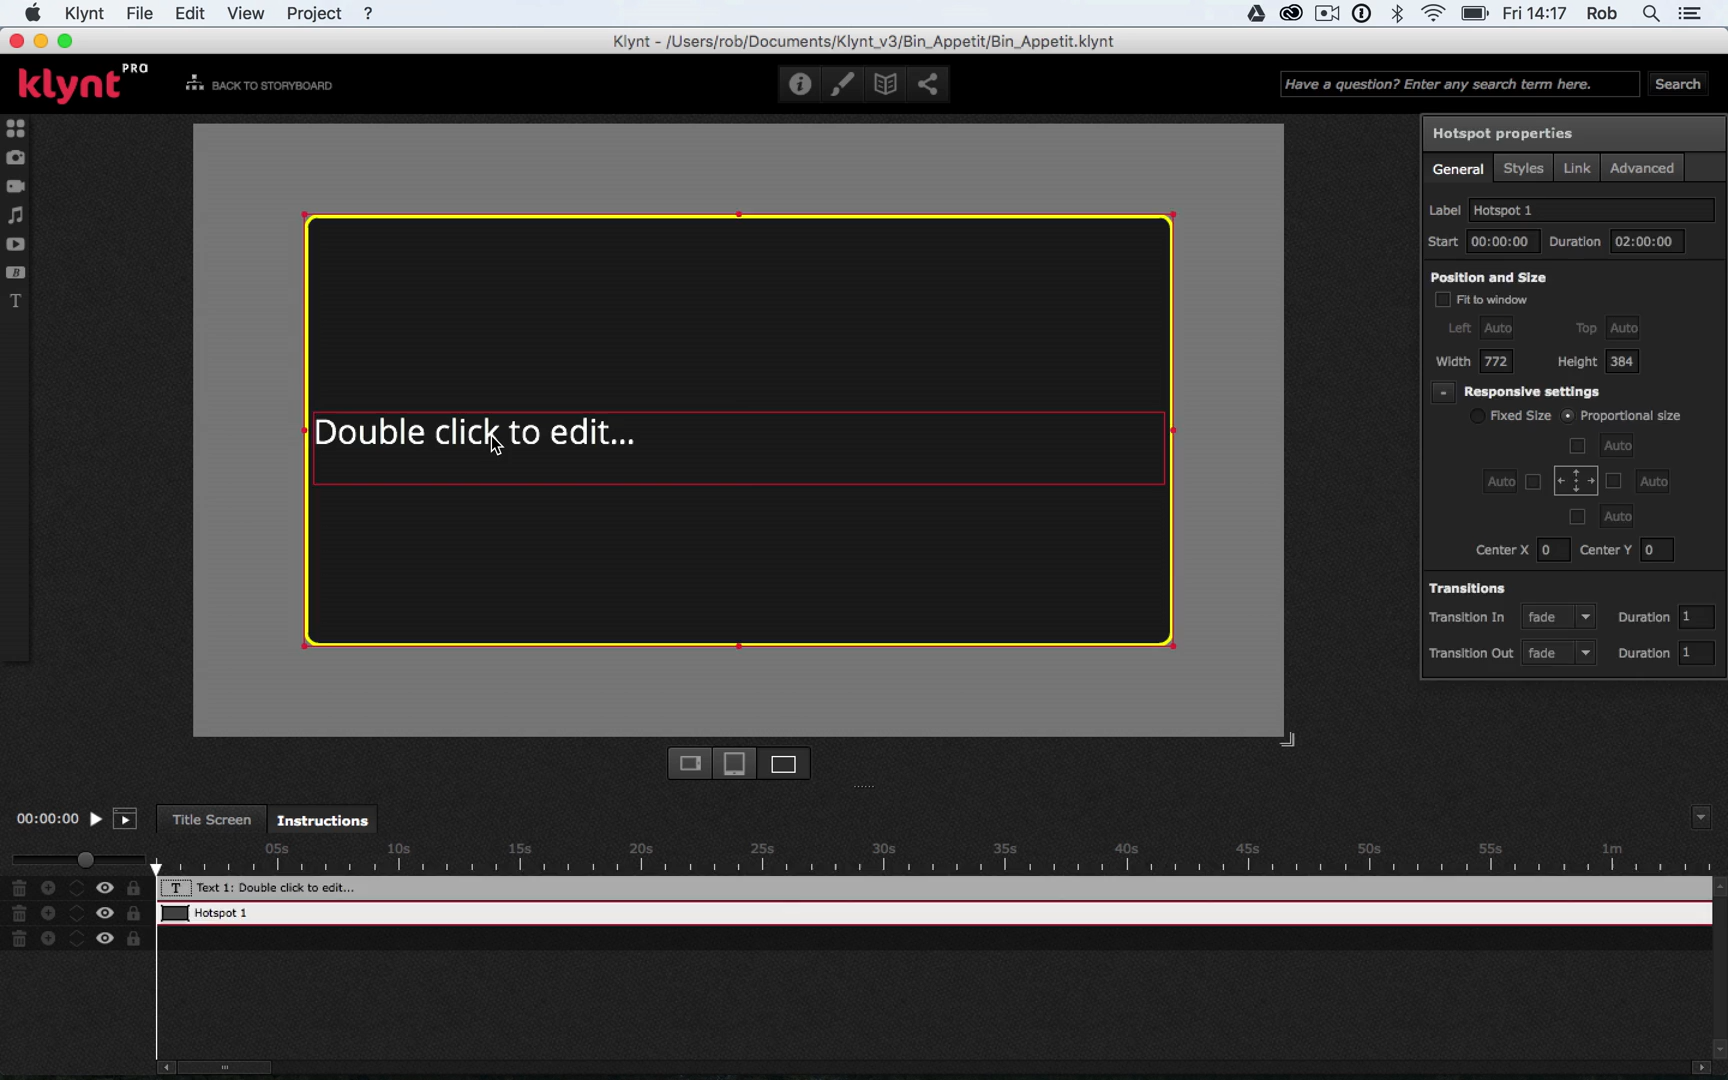 Klynt File Edit View Project ? Fri 14:17 Rob
Klynt - /Users/rob/Documents/Klynt_v3/Bin_Appetit/Bin_Appetit.klynt
klynt PRO BACK TO STORYBOARD Have a question? Enter any search term here. Search
Hotspot properties
General Styles Link Advanced
Label Hotspot 1
Start 00:00:00 Duration 02:00:00
Position and Size
Fit to window
Left Auto Top Auto
Width 772 Height 384
- Responsive settings
Fixed Size Proportional size
Auto
Auto Auto
Auto
Center X 0 Center Y 0
Transitions
Transition In fade Duration 1
Transition Out fade Duration 1
B
T
Double click to edit...
00:00:00 Title Screen Instructions
05s 10s 15s 20s 25s 30s 35s 40s 45s 50s 55s 1m
T Text 1: Double click to edit...
Hotspot 1